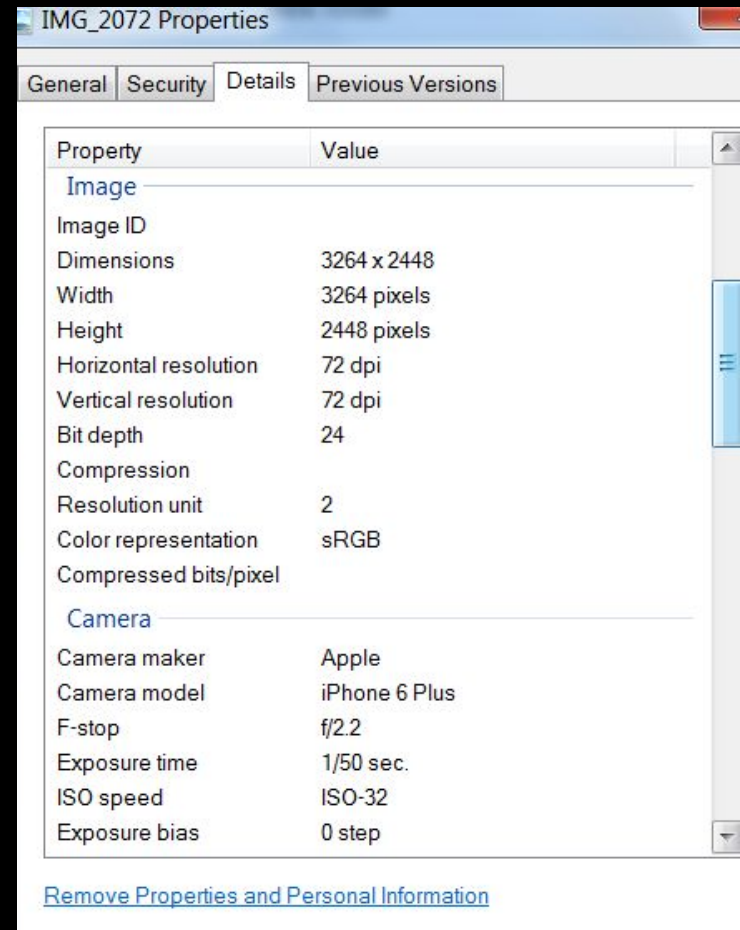 IMG_2072 Properties
General Security Details Previous Versions
Property Value
Image
Image ID
Dimensions 3264 x 2448
Width 3264 pixels
Height 2448 pixels
Horizontal resolution 72 dpi
Vertical resolution 72 dpi
Bit depth 24
Compression
Resolution unit 2
Color representation sRGB
Compressed bits/pixel
Camera
Camera maker Apple
Camera model iPhone 6 Plus
F-stop f/2.2
Exposure time 1/50 sec.
ISO speed ISO-32
Exposure bias 0 step
Remove Properties and Personal Information